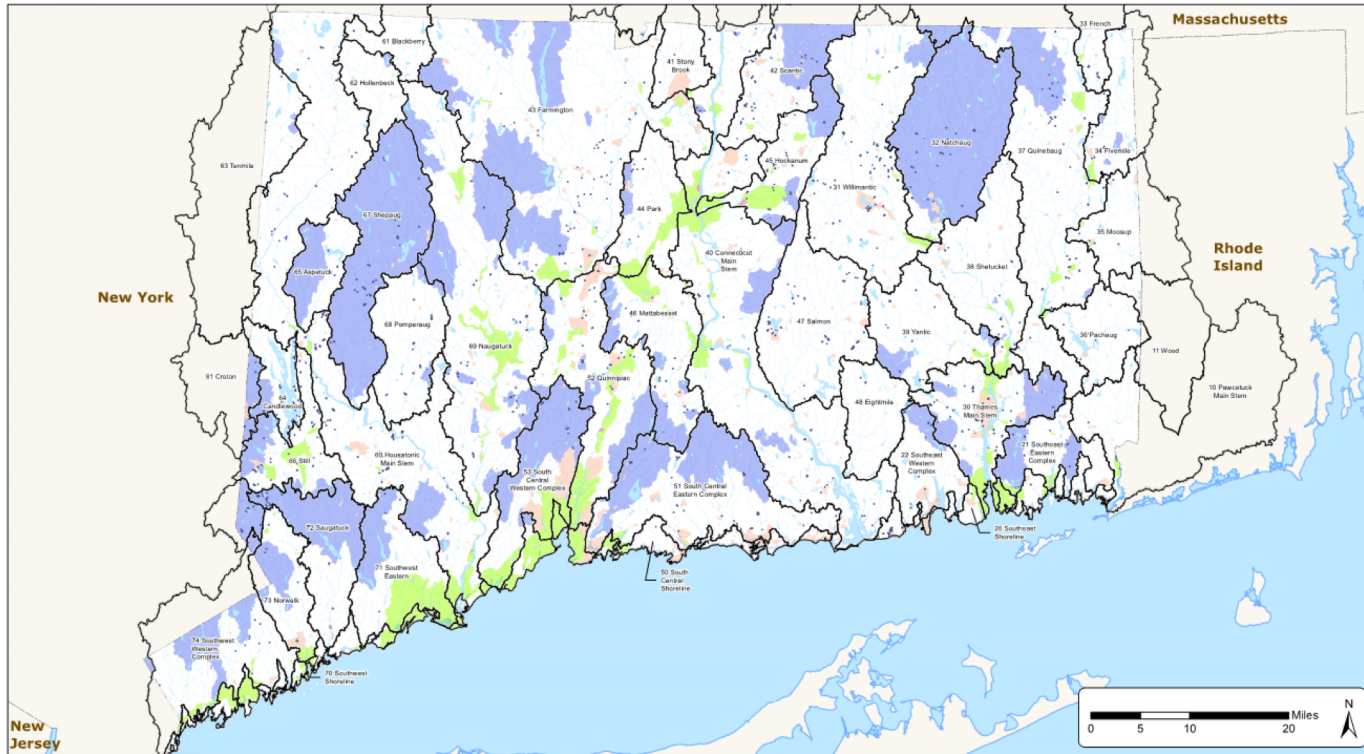 33 French
Massachusetts
61 Blackberry
41 Stony
Brook
42 Scantic
62 Hollenbeck
43 Farmington
32 Natchaug
37 Quinebaug
34 Fivemile
63 Tenmile
45 Hockanum
31 Willimantic
67 Shepaug
44 Park
35 Moosup
Rhode
Island
40 Connecticut
Main
Stem
38 Shetucket
65 Aspetuck
New York
46 Mattabesset
47 Salmon
68 Pomperaug
39 Yantic
36 Pachaug
69 Naugatuck
11 Wood
91 Croton
52 Quinnipiac
10 Pawcatuck
Main Stem
64
Candlewood
48 Eightmile
30 Thames
Main Stem
66 Still
60 Housatonic
Main Stem
21 Southeast
Eastern
Complex
22 Southeast
Western
Complex
53 South
Central
Western Complex
51 South Central
Eastern Complex
72 Saugatuck
20 Southeast
Shoreline
71 Southwest
Eastern
50 South
Central
Shoreline
73 Norwalk
74 Southwest
Western
Complex
70 Southwest
Shoreline
New
Jersey
N
Miles
0 5 10 20